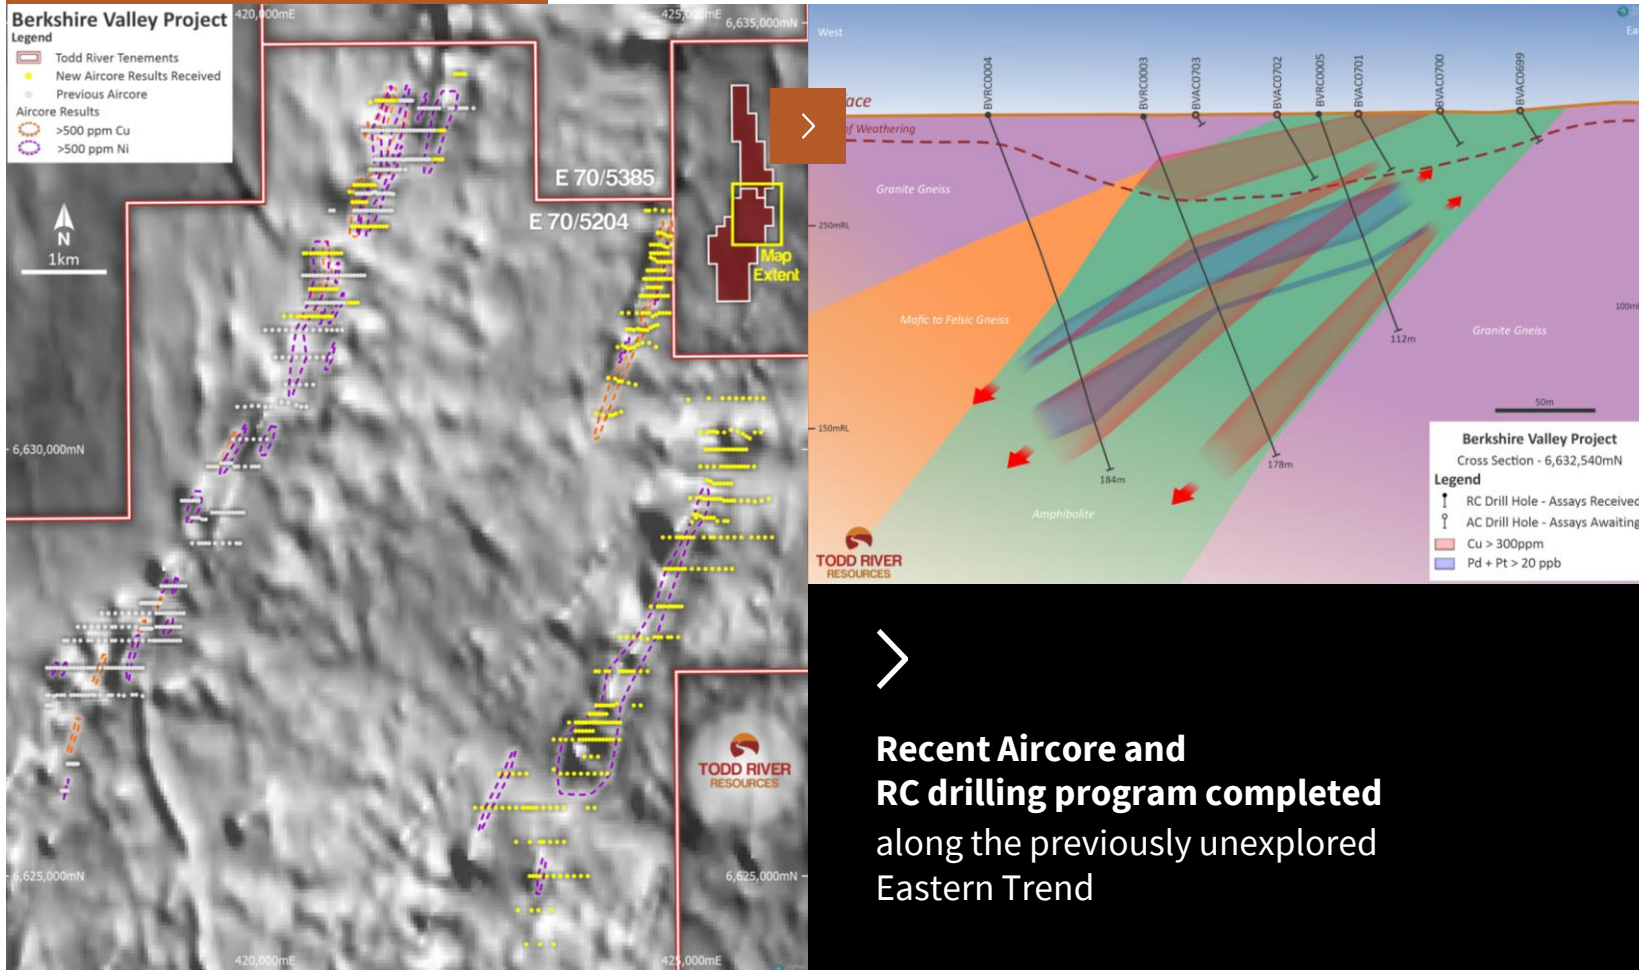 Berkshire Valley Project
Legend
Todd River Tenements
New Aircore Results Received
Previous Aircore
Aircore Results
>500 ppm Cu
>500 ppm Ni
420,000mE
425,000mE
6,635,000mN
E 70/5385
E 70/5204
N
1km
Map
Extent
6,630,000mN
TODD RIVER
RESOURCES
6,625,000mN
6,625,000mN
420,000mE
425,000mE
West
Ea
BVRC0004
BVRC0003
BVAC0703
BVAC0702
BVRC0005
BVAC0701
BVAC0700
BVAC0699
ace
of Weathering
Granite Gneiss
250mRL
Mafic to Felsic Gneiss
100mR
Granite Gneiss
112m
50m
150mRL
178m
184m
Amphibolite
TODD RIVER
RESOURCES
Berkshire Valley Project
Cross Section - 6,632,540mN
Legend
RC Drill Hole - Assays Received
AC Drill Hole - Assays Awaiting
Cu > 300ppm
Pd + Pt > 20 ppb
Recent Aircore and
RC drilling program completed
along the previously unexplored
Eastern Trend